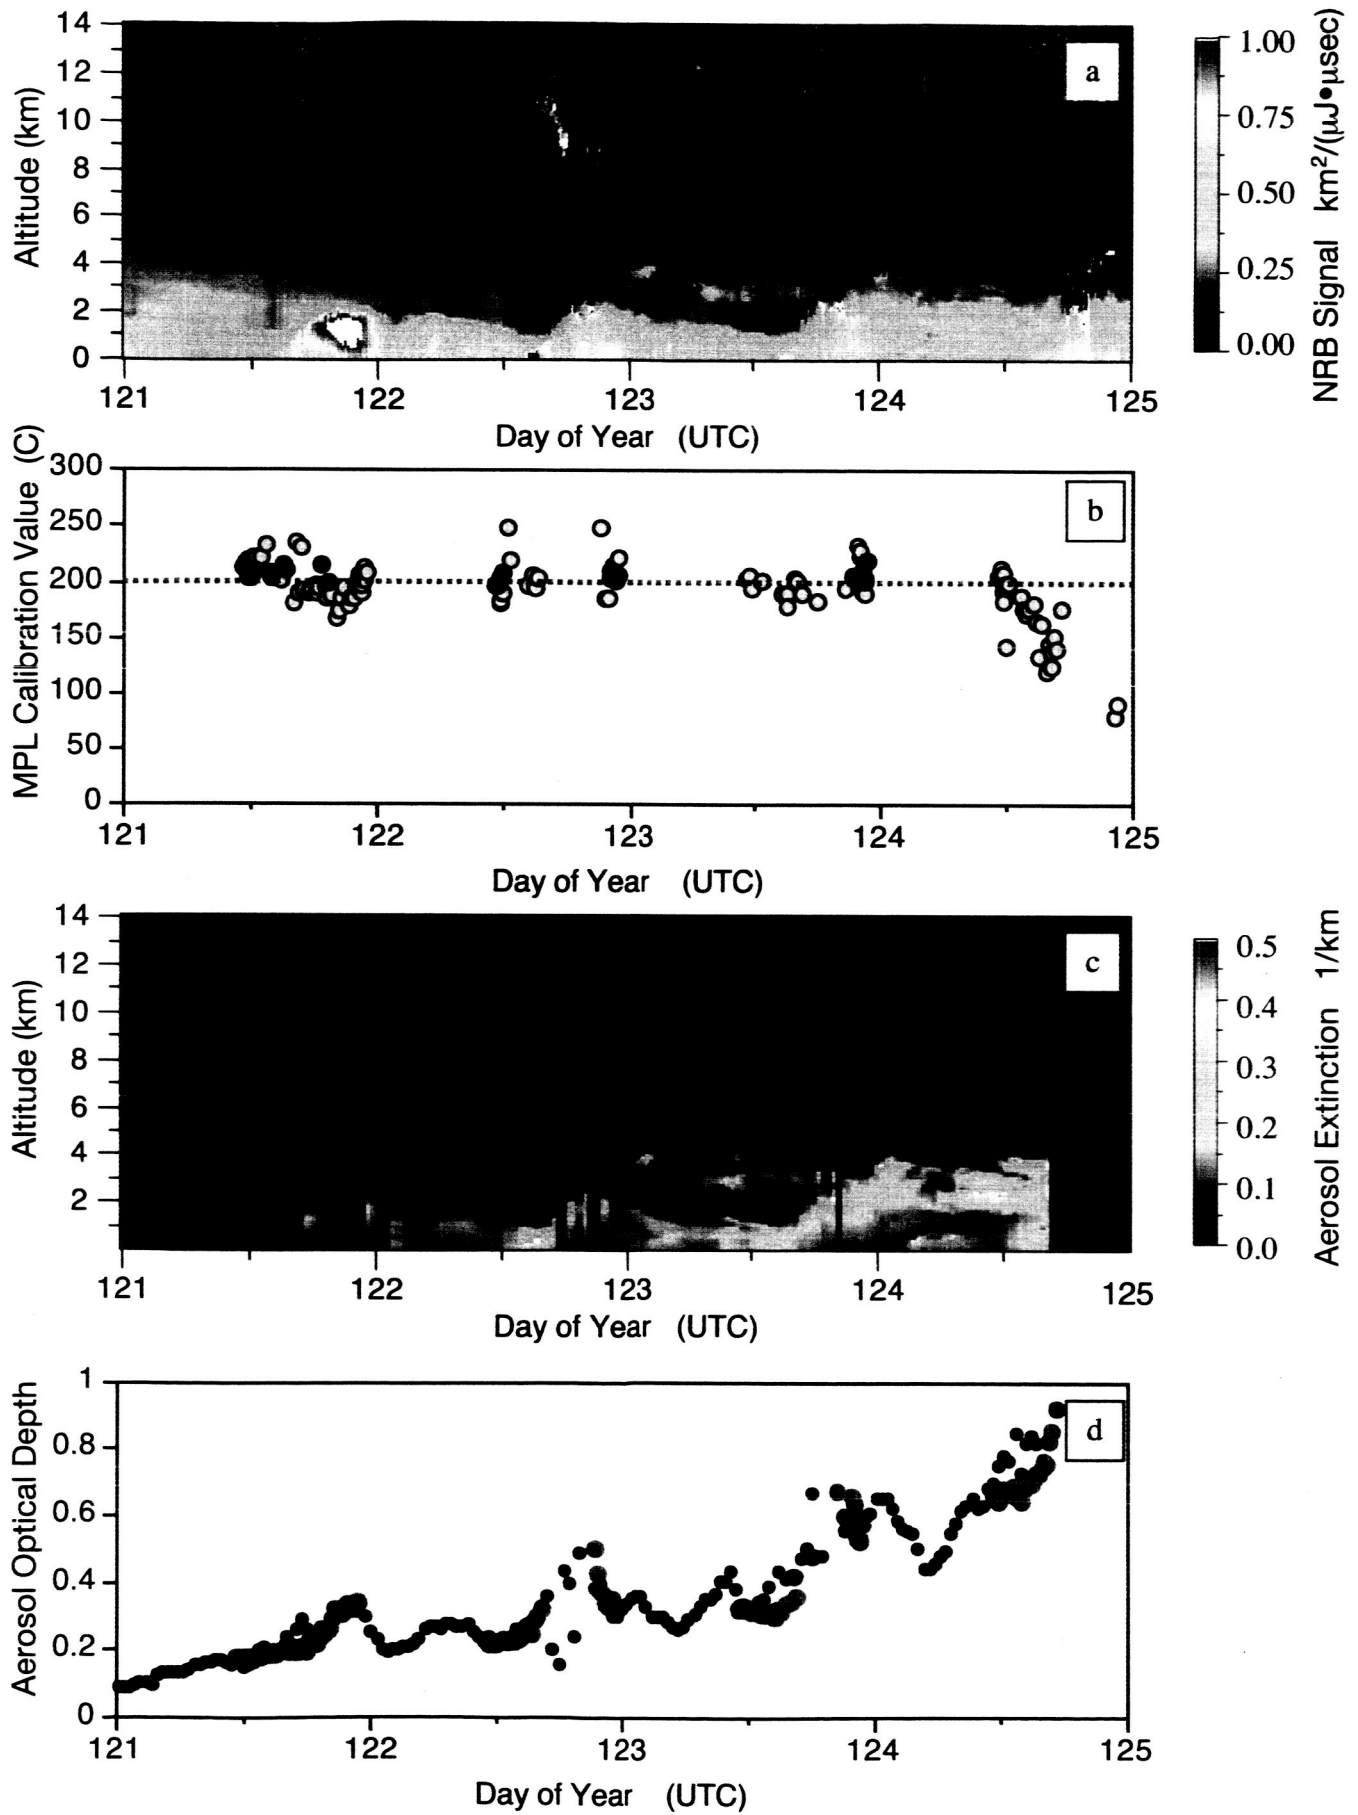 14
12
10
8
6
4
2
0
Altitude (km)
a
1.00
0.75
0.50
0.25
0.00
NRB Signal km²/(µJ•µsec)
121 122 123 124 125
Day of Year (UTC)
300
250
200
150
100
50
0
MPL Calibration Value (C)
b
121 122 123 124 125
Day of Year (UTC)
14
12
10
8
6
4
2
Altitude (km)
c
0.5
0.4
0.3
0.2
0.1
0.0
Aerosol Extinction 1/km
121 122 123 124 125
Day of Year (UTC)
1
0.8
0.6
0.4
0.2
0
Aerosol Optical Depth
d
121 122 123 124 125
Day of Year (UTC)